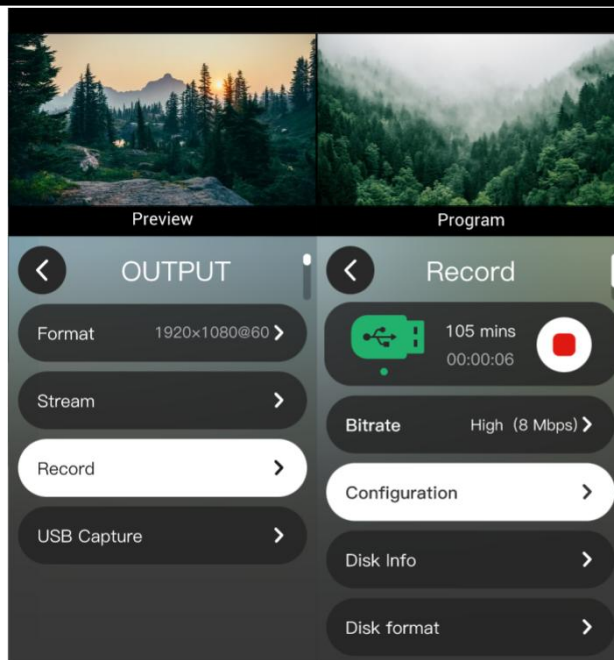 Preview
Program
OUTPUT
Format 1920×1080@60
Stream
Record
USB Capture
Record
105 mins
00:00:06
Bitrate High（8 Mbps）
Configuration
Disk Info
Disk format